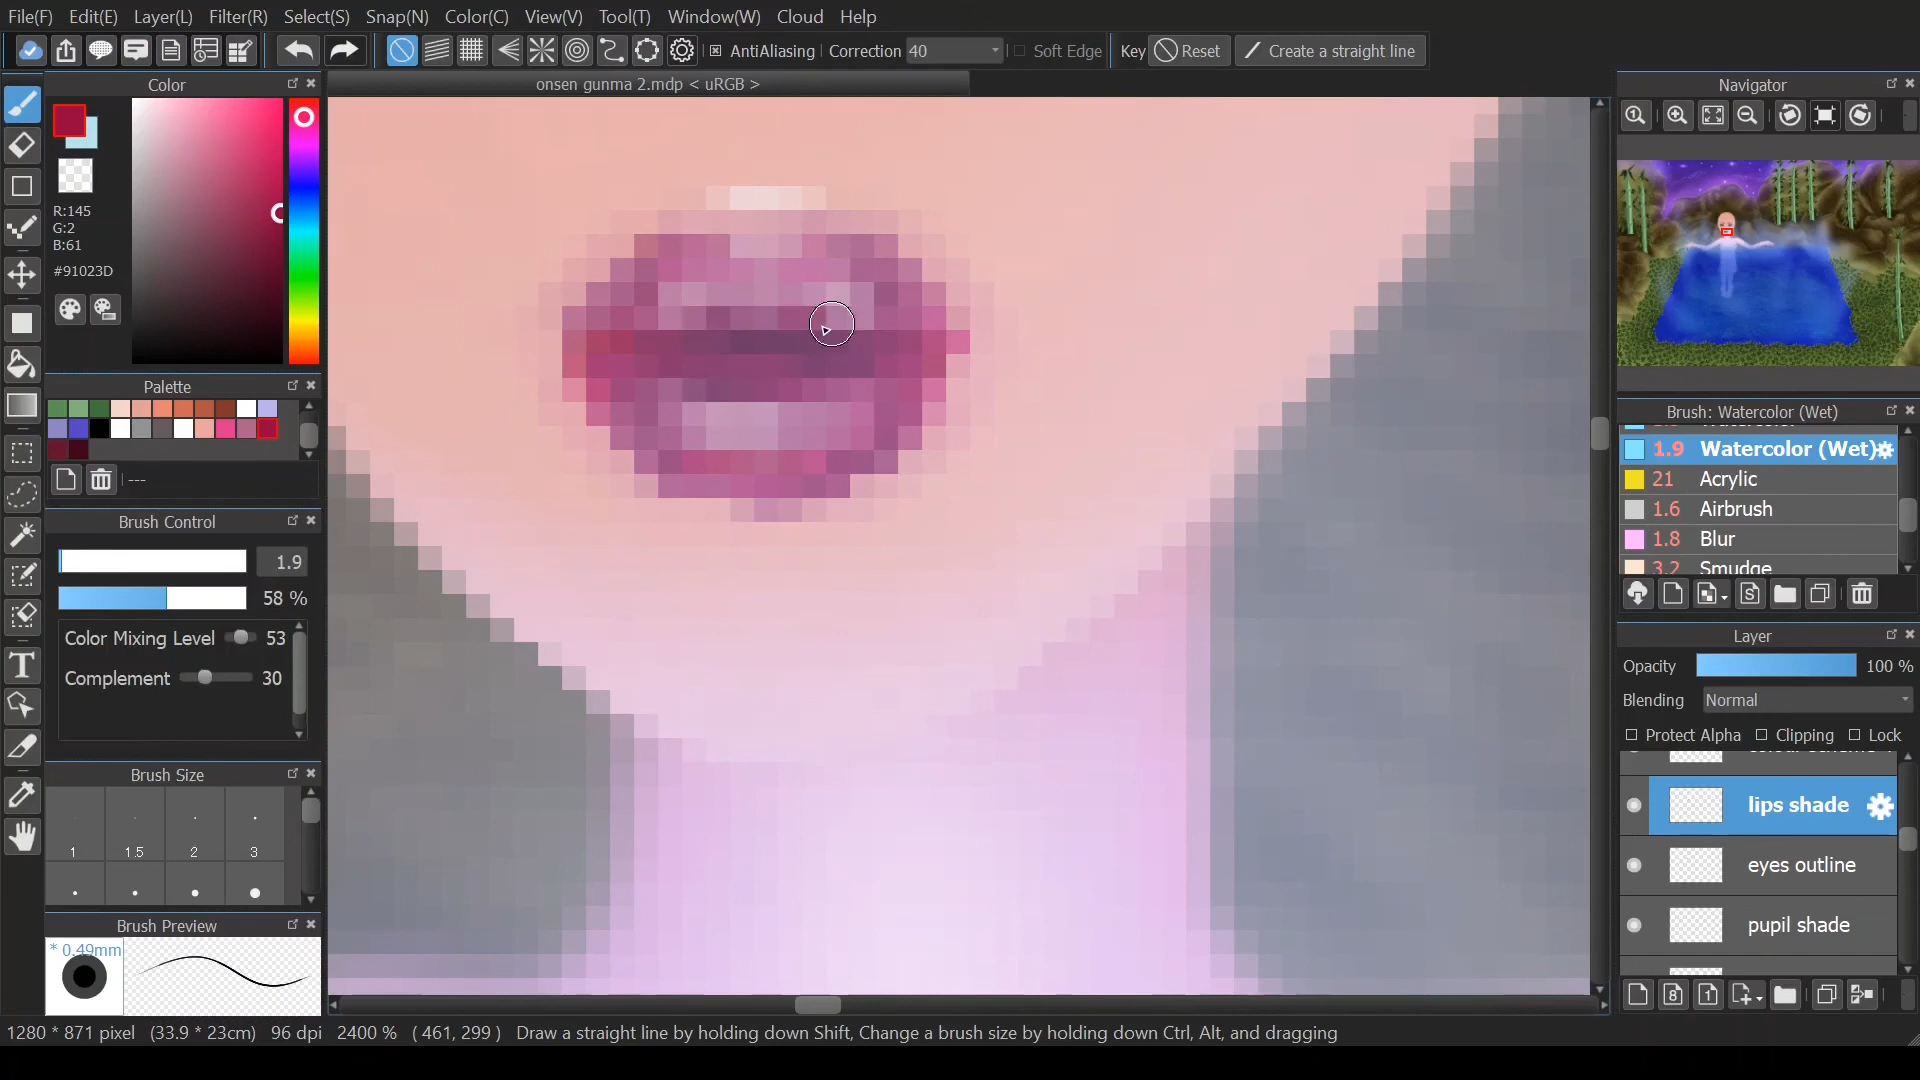 File(F) Edit(E) Layer(L) Filter(R) Select(S) Snap(N) Color(C) View(V) Tool(T) Window(W) Cloud Help
AntiAliasing Correction 40 Soft Edge Key Reset Create a straight line
Color
onsen gunma 2.mdp < uRGB >
R:145
G:2
B:61
#91023D
Palette
---
Brush Control
1.9
58 %
Color Mixing Level 53
Complement 30
Brush Size
1 1.5 2 3
Brush Preview
* 0.49mm
Navigator
Brush: Watercolor (Wet)
1.9 Watercolor (Wet)
21 Acrylic
1.6 Airbrush
1.8 Blur
3.2 Smudge
Layer
Opacity 100 %
Blending Normal
Protect Alpha Clipping Lock
lips shade
eyes outline
pupil shade
1280 * 871 pixel (33.9 * 23cm) 96 dpi 2400 % ( 461, 299 ) Draw a straight line by holding down Shift, Change a brush size by holding down Ctrl, Alt, and dragging